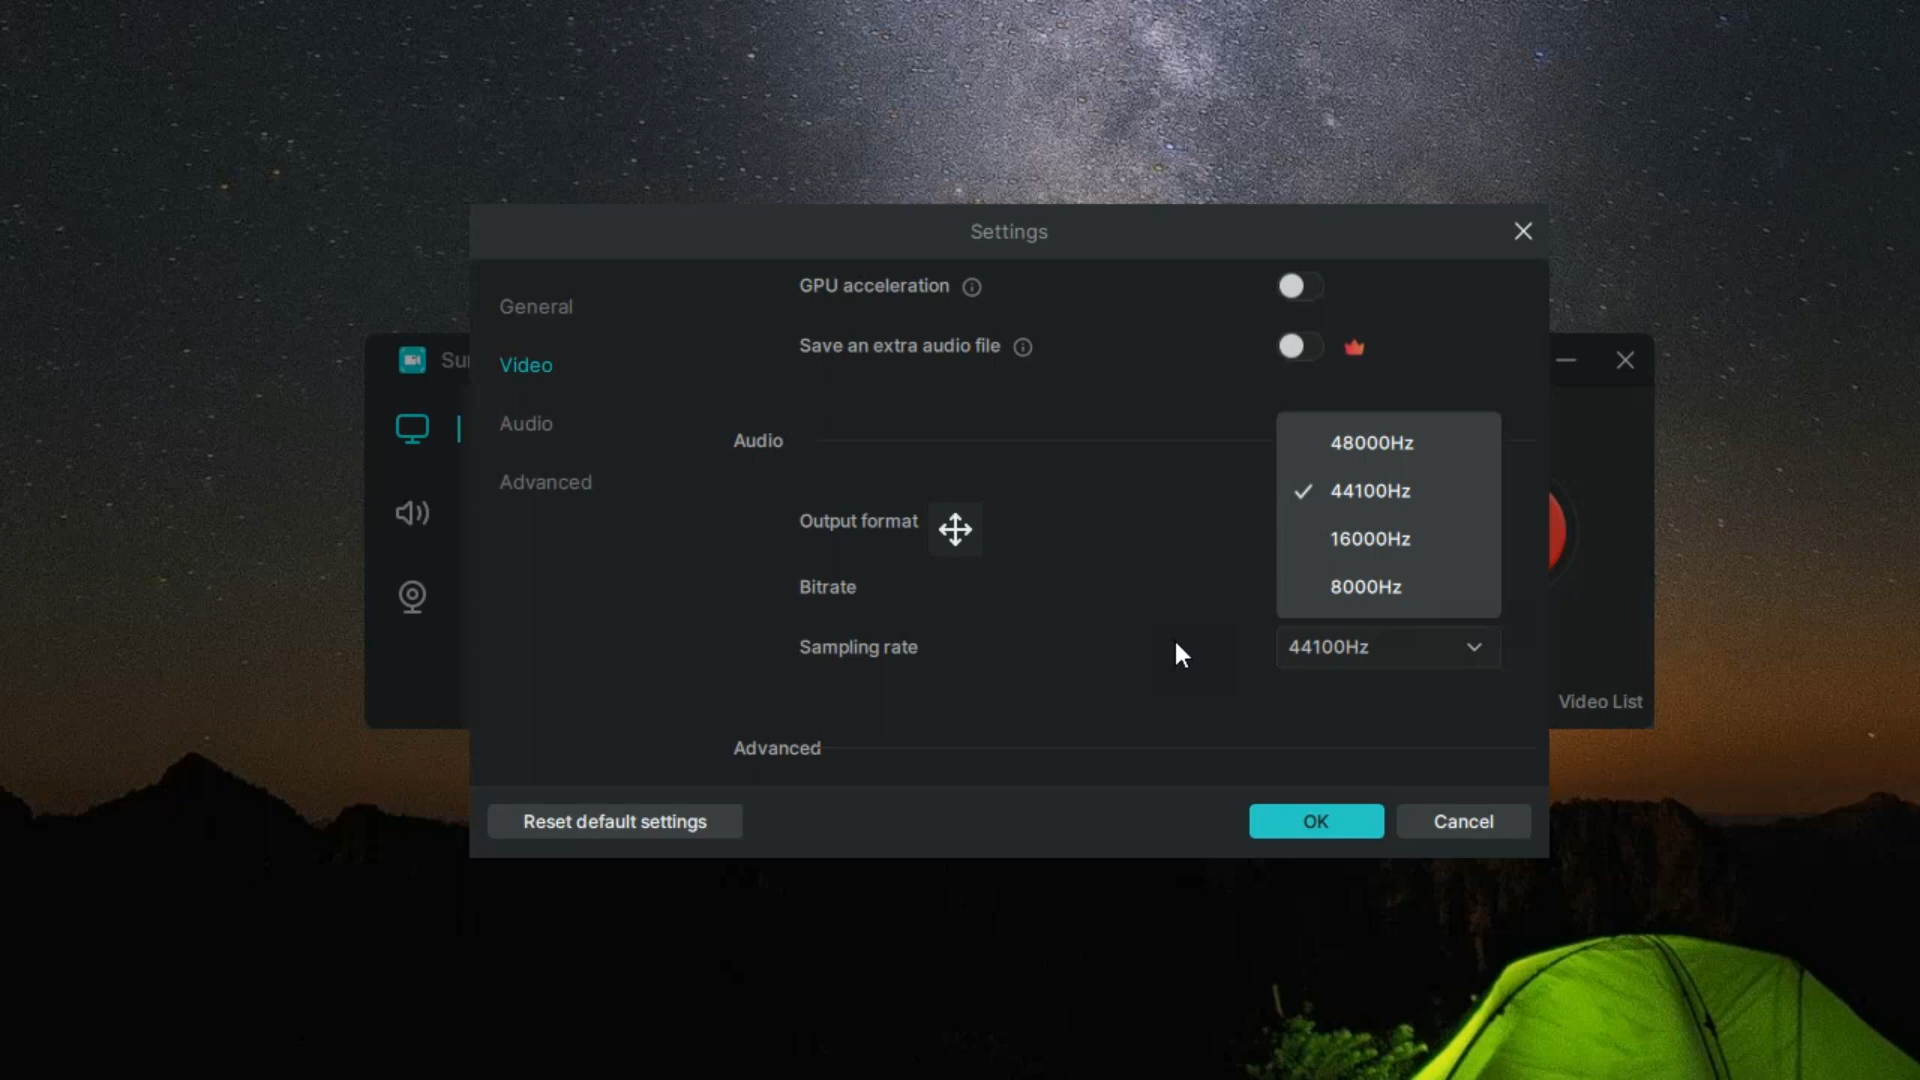 Settings
GPU acceleration
General
Save an extra audio file
Video
Audio
Audio
48000Hz
44100Hz
16000Hz
8000Hz
Advanced
Output format
Bitrate
Sampling rate
44100Hz
Video List
Advanced
Reset default settings
OK
Cancel